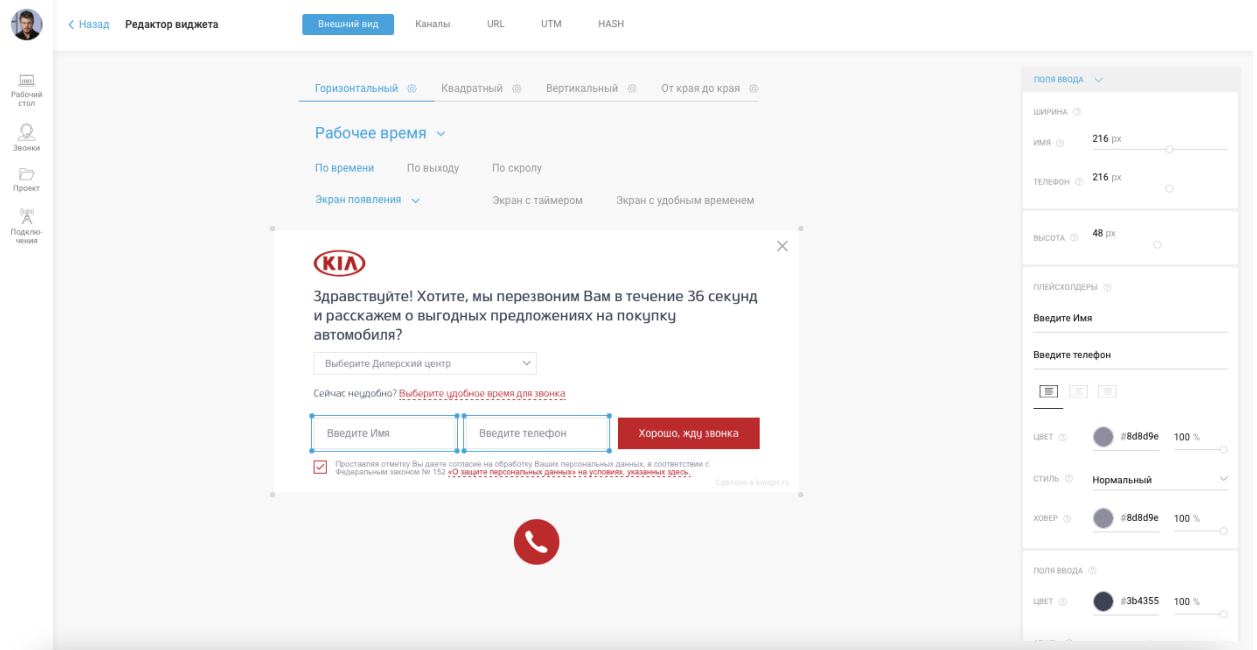 Назад
Редактор виджета
Внешний вид
Каналы
URL
UTM
HASH
Рабочий
стол
Звонки
Проект
Подклю-
чения
Горизонтальный
Квадратный
Вертикальный
От края до края
Рабочее время
По времени
По выходу
По скролу
Экран появления
Экран с таймером
Экран с удобным временем
KIA
Здравствуйте! Хотите, мы перезвоним Вам в течение 36 секунд
и расскажем о выгодных предложениях на покупку
автомобиля?
Выберите Дилерский центр
Сейчас неудобно? Выберите удобное время для звонка
Введите Имя
Введите телефон
Хорошо, жду звонка
Проставляя отметку Вы даете согласие на обработку Ваших персональных данных, в соответствии с
Федеральным законом № 152 «О защите персональных данных» на условиях, указанных здесь.
ПОЛЯ ВВОДА
ШИРИНА
ИМЯ
216 px
ТЕЛЕФОН
216 px
ВЫСОТА
48 px
ПЛЕЙСХОЛДЕРЫ
Введите Имя
Введите телефон
ЦВЕТ
#8d8d9e
100 %
СТИЛЬ
Нормальный
ХОВЕР
#8d8d9e
100 %
ПОЛЯ ВВОДА
ЦВЕТ
#3b4355
100 %